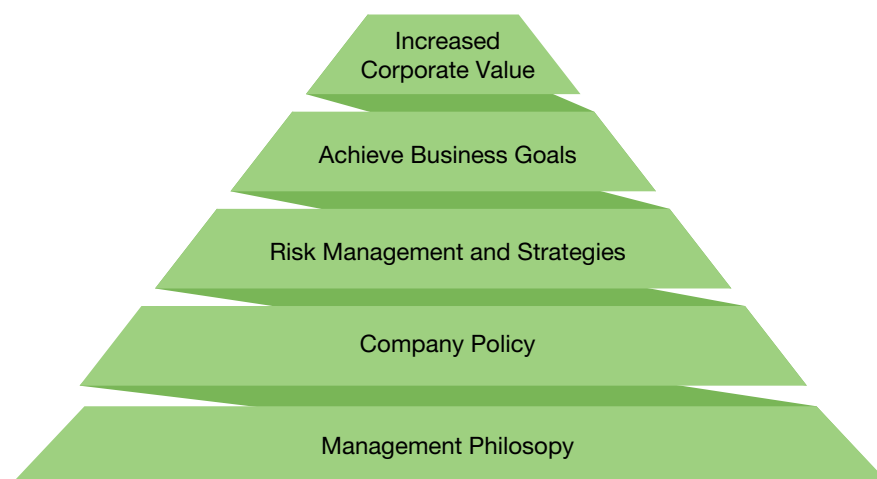 Increased
Corporate Value
Achieve Business Goals
Risk Management and Strategies
Company Policy
Management Philosopy